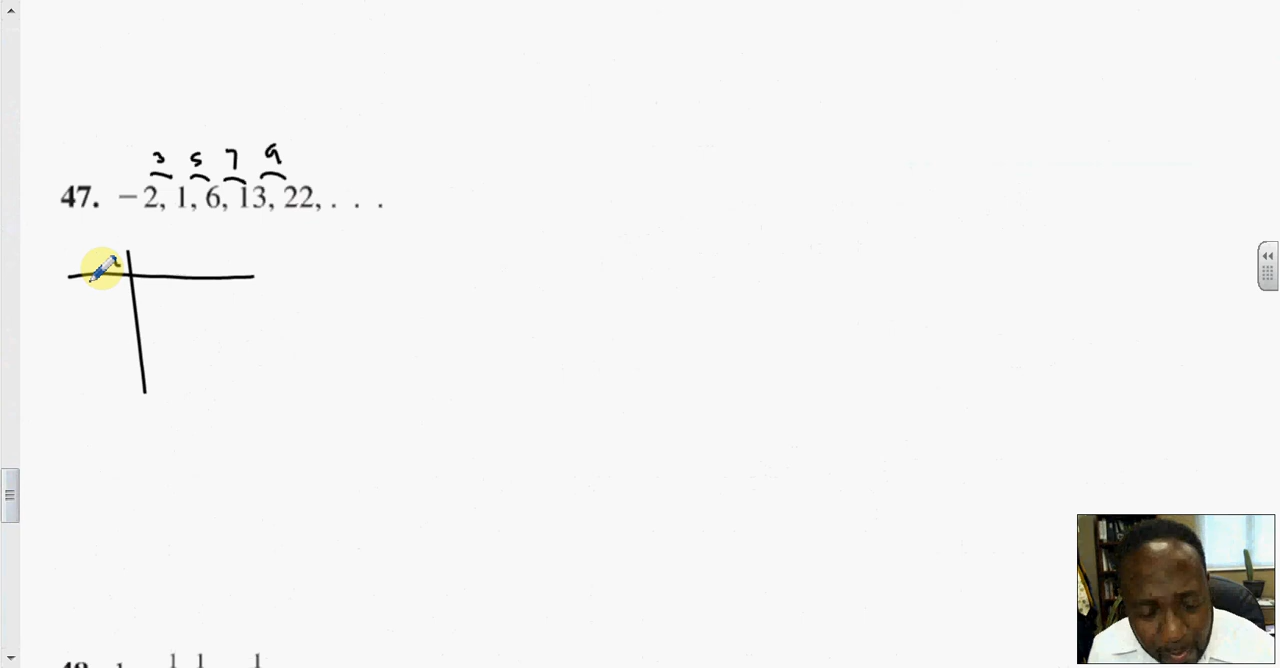 3 5 7 9
47. −2, 1, 6, 13, 22, . . .